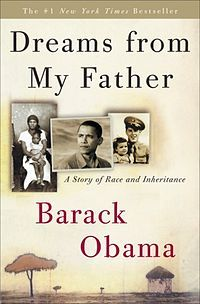 The #1 New York Times Bestseller
Dreams from
My Father
A Story of Race and Inheritance
Barack
Obama